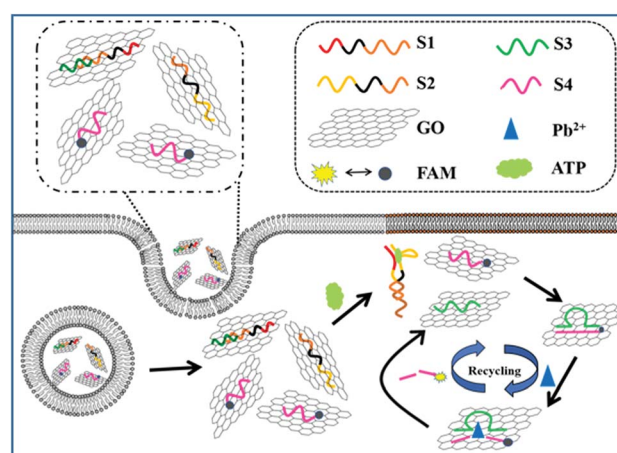 S1
S3
S2
S4
GO
Pb²⁺
FAM
ATP
Recycling